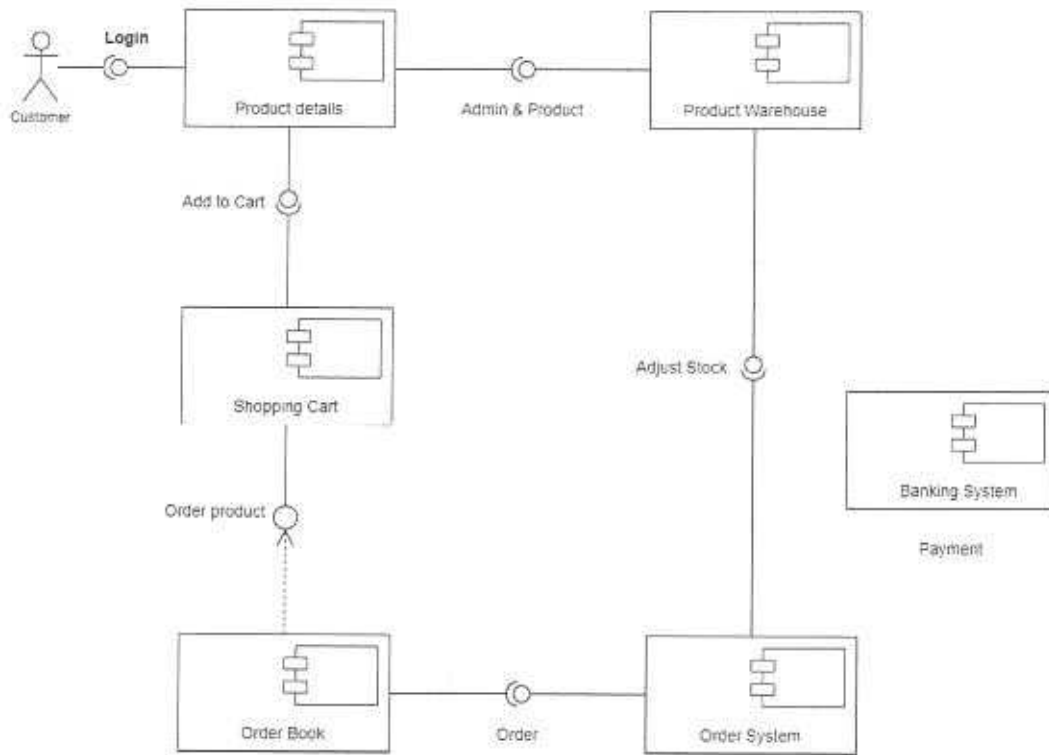 Login
Customer
Product details
Admin & Product
Product Warehouse
Add to Cart
Shopping Cart
Adjust Stock
Banking System
Payment
Order product
Order Book
Order
Order System